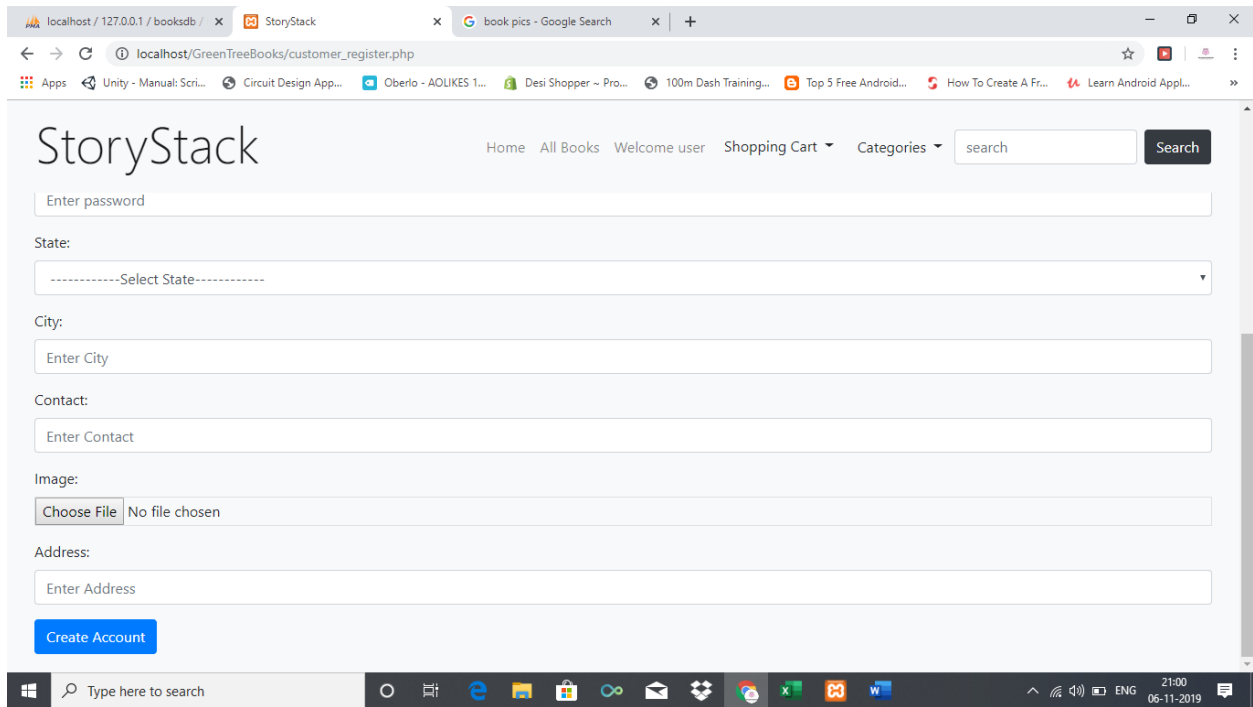 localhost / 127.0.0.1 / booksdb /
StoryStack
book pics - Google Search
localhost/GreenTreeBooks/customer_register.php
Apps Unity - Manual: Scri... Circuit Design App... Oberlo - AOLIKES 1... Desi Shopper ~ Pro... 100m Dash Training... Top 5 Free Android... How To Create A Fr... Learn Android Appl... »
StoryStack
Home All Books Welcome user Shopping Cart Categories search Search
Enter password
State:
------------Select State------------
City:
Enter City
Contact:
Enter Contact
Image:
Choose File No file chosen
Address:
Enter Address
Create Account
Type here to search
ENG
21:00
06-11-2019